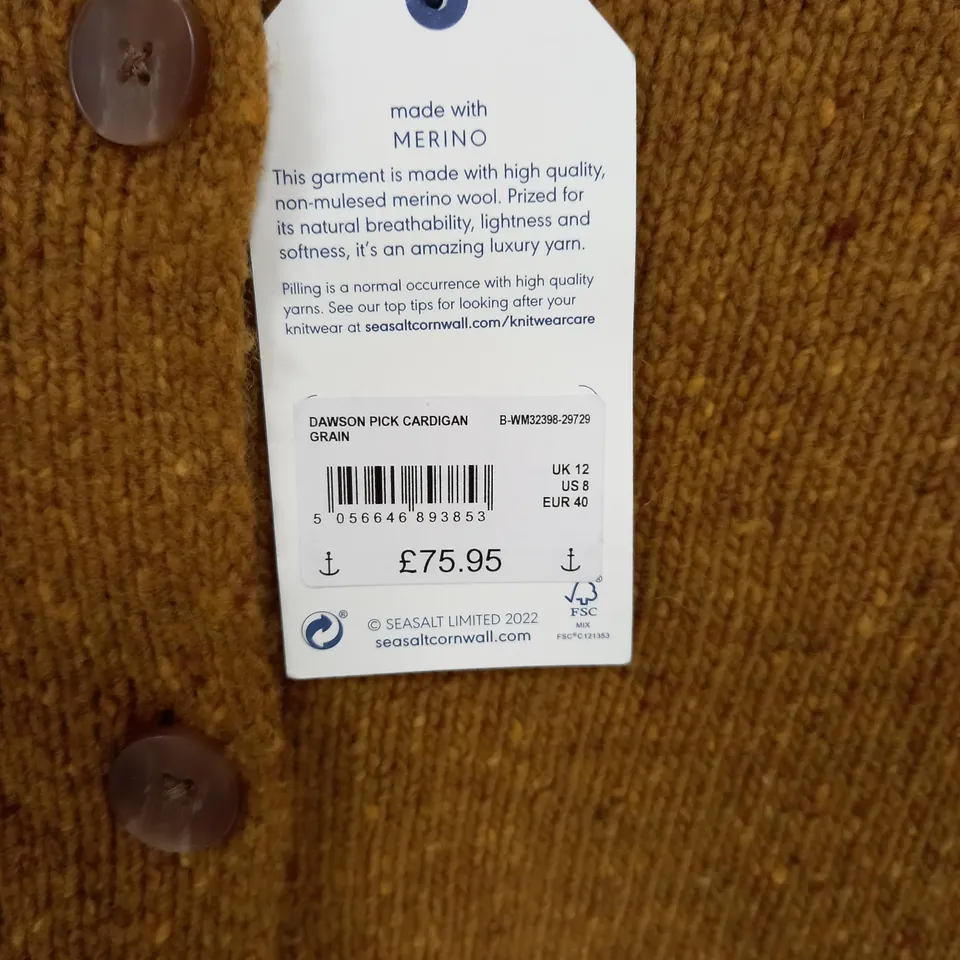 made with
MERINO
This garment is made with high quality,
non-mulesed merino wool. Prized for
its natural breathability, lightness and
softness, it's an amazing luxury yarn.
Pilling is a normal occurrence with high quality
yarns. See our top tips for looking after your
knitwear at seasaltcornwall.com/knitwearcare
DAWSON PICK CARDIGAN B-WM32398-29729
GRAIN
UK 12
US 8
EUR 40
5 056646 893853
£75.95
® © SEASALT LIMITED 2022
seasaltcornwall.com
®
FSC
MIX
FSC® C121353